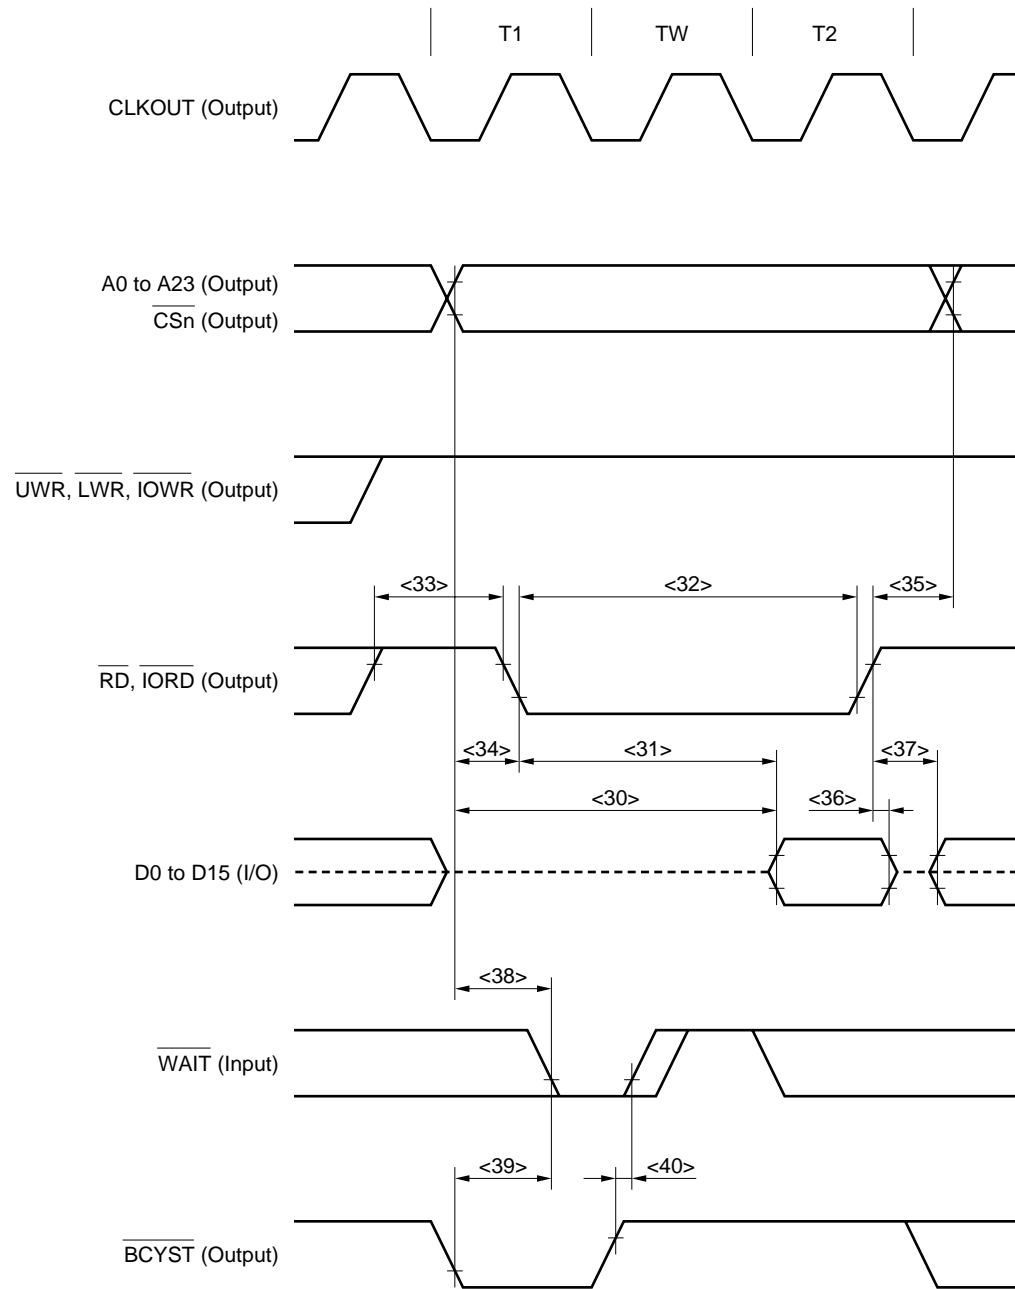 T1 TW T2
CLKOUT (Output)
A0 to A23 (Output)
CSn (Output)
UWR, LWR, IOWR (Output)
<33> <32> <35>
RD, IORD (Output)
<34> <31> <37>
<30> <36>
D0 to D15 (I/O)
<38>
WAIT (Input)
<39> <40>
BCYST (Output)